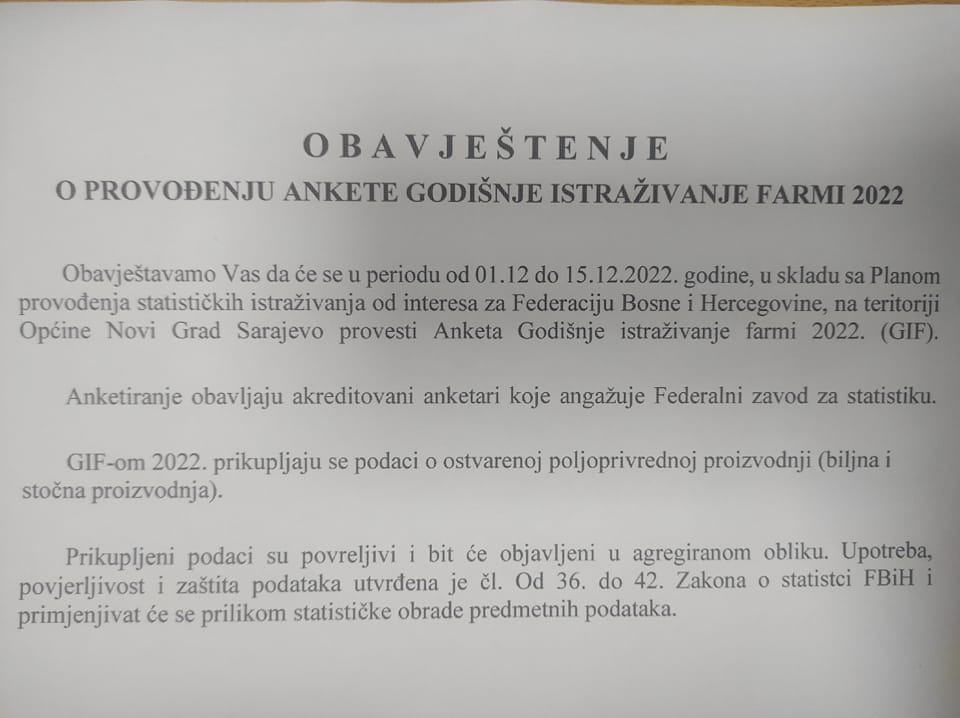 OBAVJEŠTENJE
O PROVOĐENJU ANKETE GODIŠNJE ISTRAŽIVANJE FARMI 2022
Obavještavamo Vas da će se u periodu od 01.12 do 15.12.2022. godine, u skladu sa Planom
provođenja statističkih istraživanja od interesa za Federaciju Bosne i Hercegovine, na teritoriji
Općine Novi Grad Sarajevo provesti Anketa Godišnje istraživanje farmi 2022. (GIF).
Anketiranje obavljaju akreditovani anketari koje angažuje Federalni zavod za statistiku.
GIF-om 2022. prikupljaju se podaci o ostvarenoj poljoprivrednoj proizvodnji (biljna i
stočna proizvodnja).
Prikupljeni podaci su povreljivi i bit će objavljeni u agregiranom obliku. Upotreba,
povjerljivost i zaštita podataka utvrđena je čl. Od 36. do 42. Zakona o statistci FBiH i
primjenjivat će se prilikom statističke obrade predmetnih podataka.